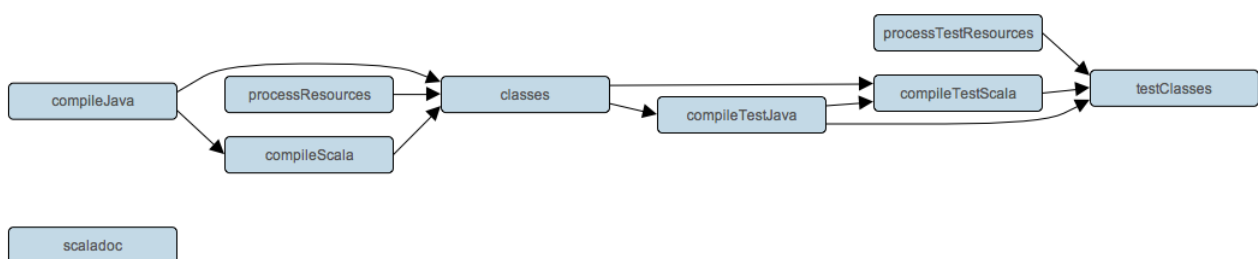 processTestResources
compileJava
processResources
classes
compileTestScala
testClasses
compileTestJava
compileScala
scaladoc